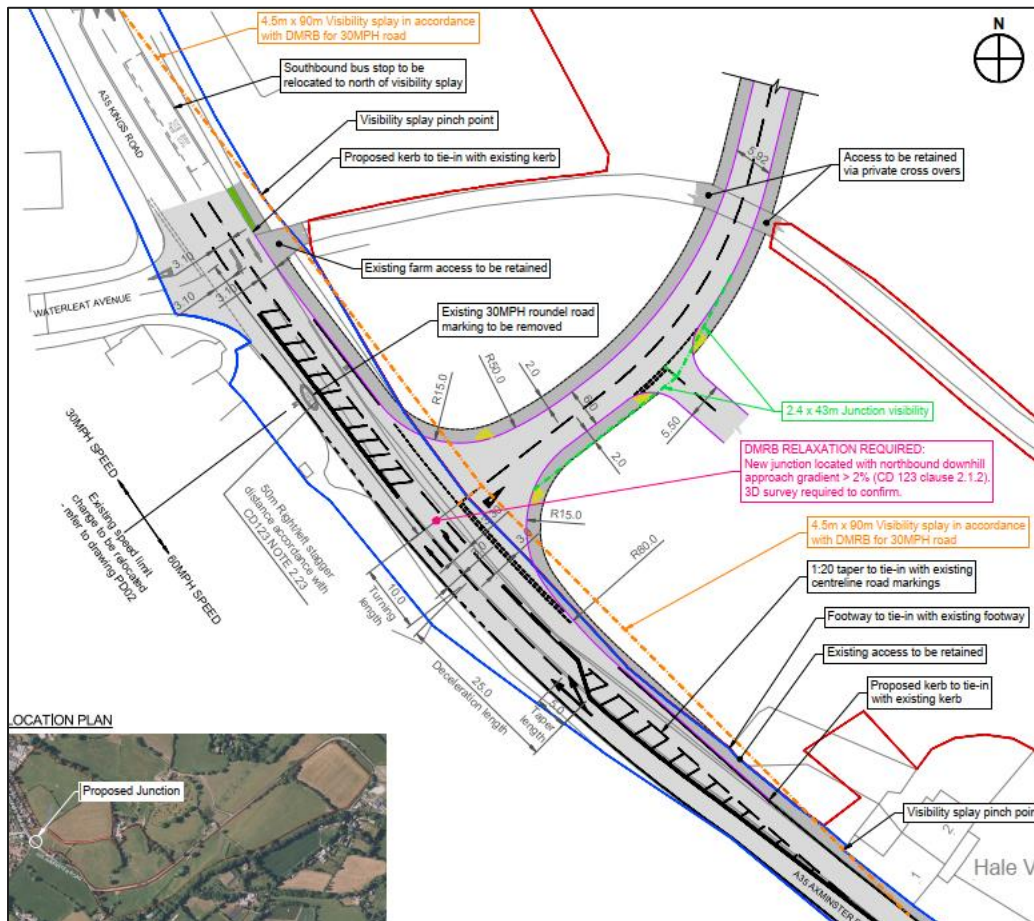 4.5m x 90m Visibility splay in accordance
with DMRB for 30MPH road
N
Southbound bus stop to be
relocated to north of visibility splay
A35 KINGS ROAD
Visibility splay pinch point
Proposed kerb to tie-in with existing kerb
5.92
Access to be retained
via private cross overs
Existing farm access to be retained
3.10
3.10
3.10
WATERLEAT AVENUE
Existing 30MPH roundel road
marking to be removed
R15.0
R50.0
2.0
6.0
2.0
5.50
2.4 x 43m Junction visibility
30MPH SPEED
60MPH SPEED
Existing speed limit
change to be relocated
- refer to drawing PD02
50m Right/left stagger
distance accordance with
CD123 NOTE 2.23
DMRB RELAXATION REQUIRED:
New junction located with northbound downhill
approach gradient > 2% (CD 123 clause 2.1.2).
3D survey required to confirm.
R15.0
R80.0
4.5m x 90m Visibility splay in accordance
with DMRB for 30MPH road
1:20 taper to tie-in with existing
centreline road markings
10.0
Turning
length
Footway to tie-in with existing footway
Existing access to be retained
25.0
Deceleration length
5.0
Taper
length
Proposed kerb to tie-in
with existing kerb
LOCATION PLAN
Proposed Junction
Visibility splay pinch poin
2.
1.
Hale V
A35 AXMINSTER